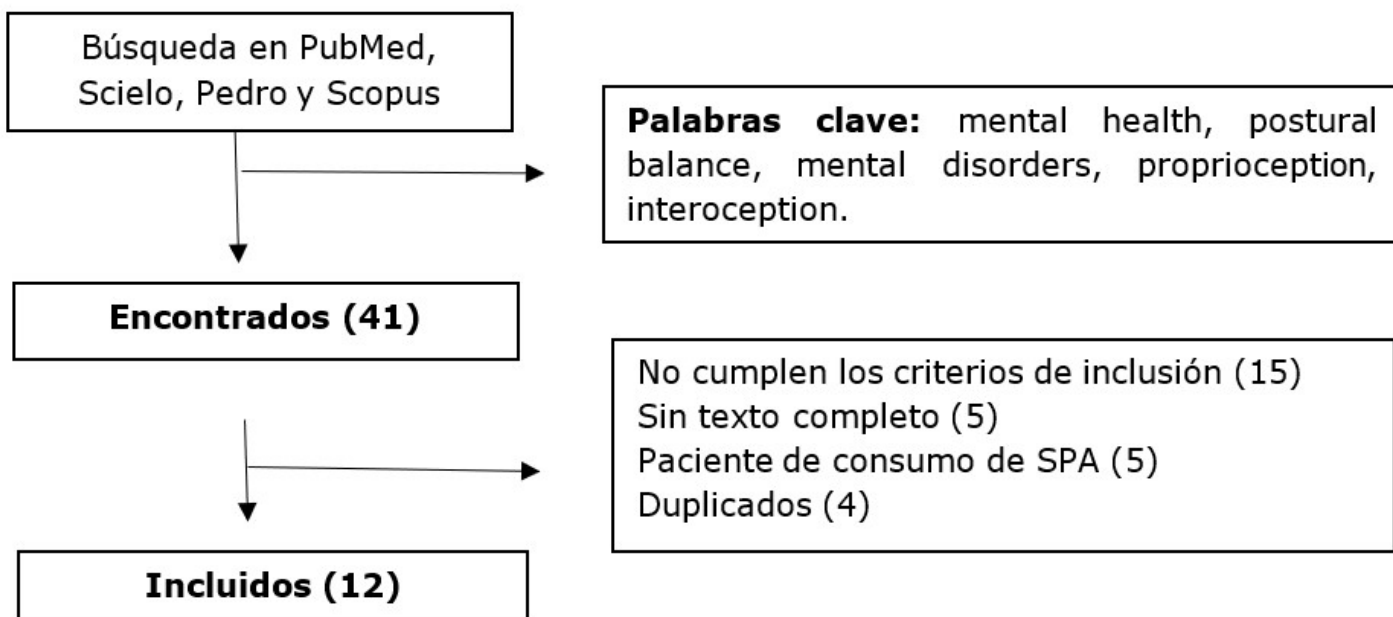 Búsqueda en PubMed,
Scielo, Pedro y Scopus
Palabras clave: mental health, postural
balance, mental disorders, proprioception,
interoception.
Encontrados (41)
No cumplen los criterios de inclusión (15)
Sin texto completo (5)
Paciente de consumo de SPA (5)
Duplicados (4)
Incluidos (12)